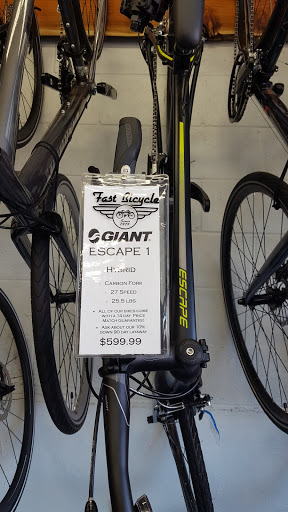 Fast Bicycle
GIANT
ESCAPE 1
HYBRID
- CARBON FORK
- 27 SPEED
- 25.5 LBS
- ALL OF OUR BIKES COME
WITH A 14 DAY PRICE
MATCH GUARANTEE!
- ASK ABOUT OUR 10%
DOWN 90 DAY LAYAWAY
$599.99
ESCAPE